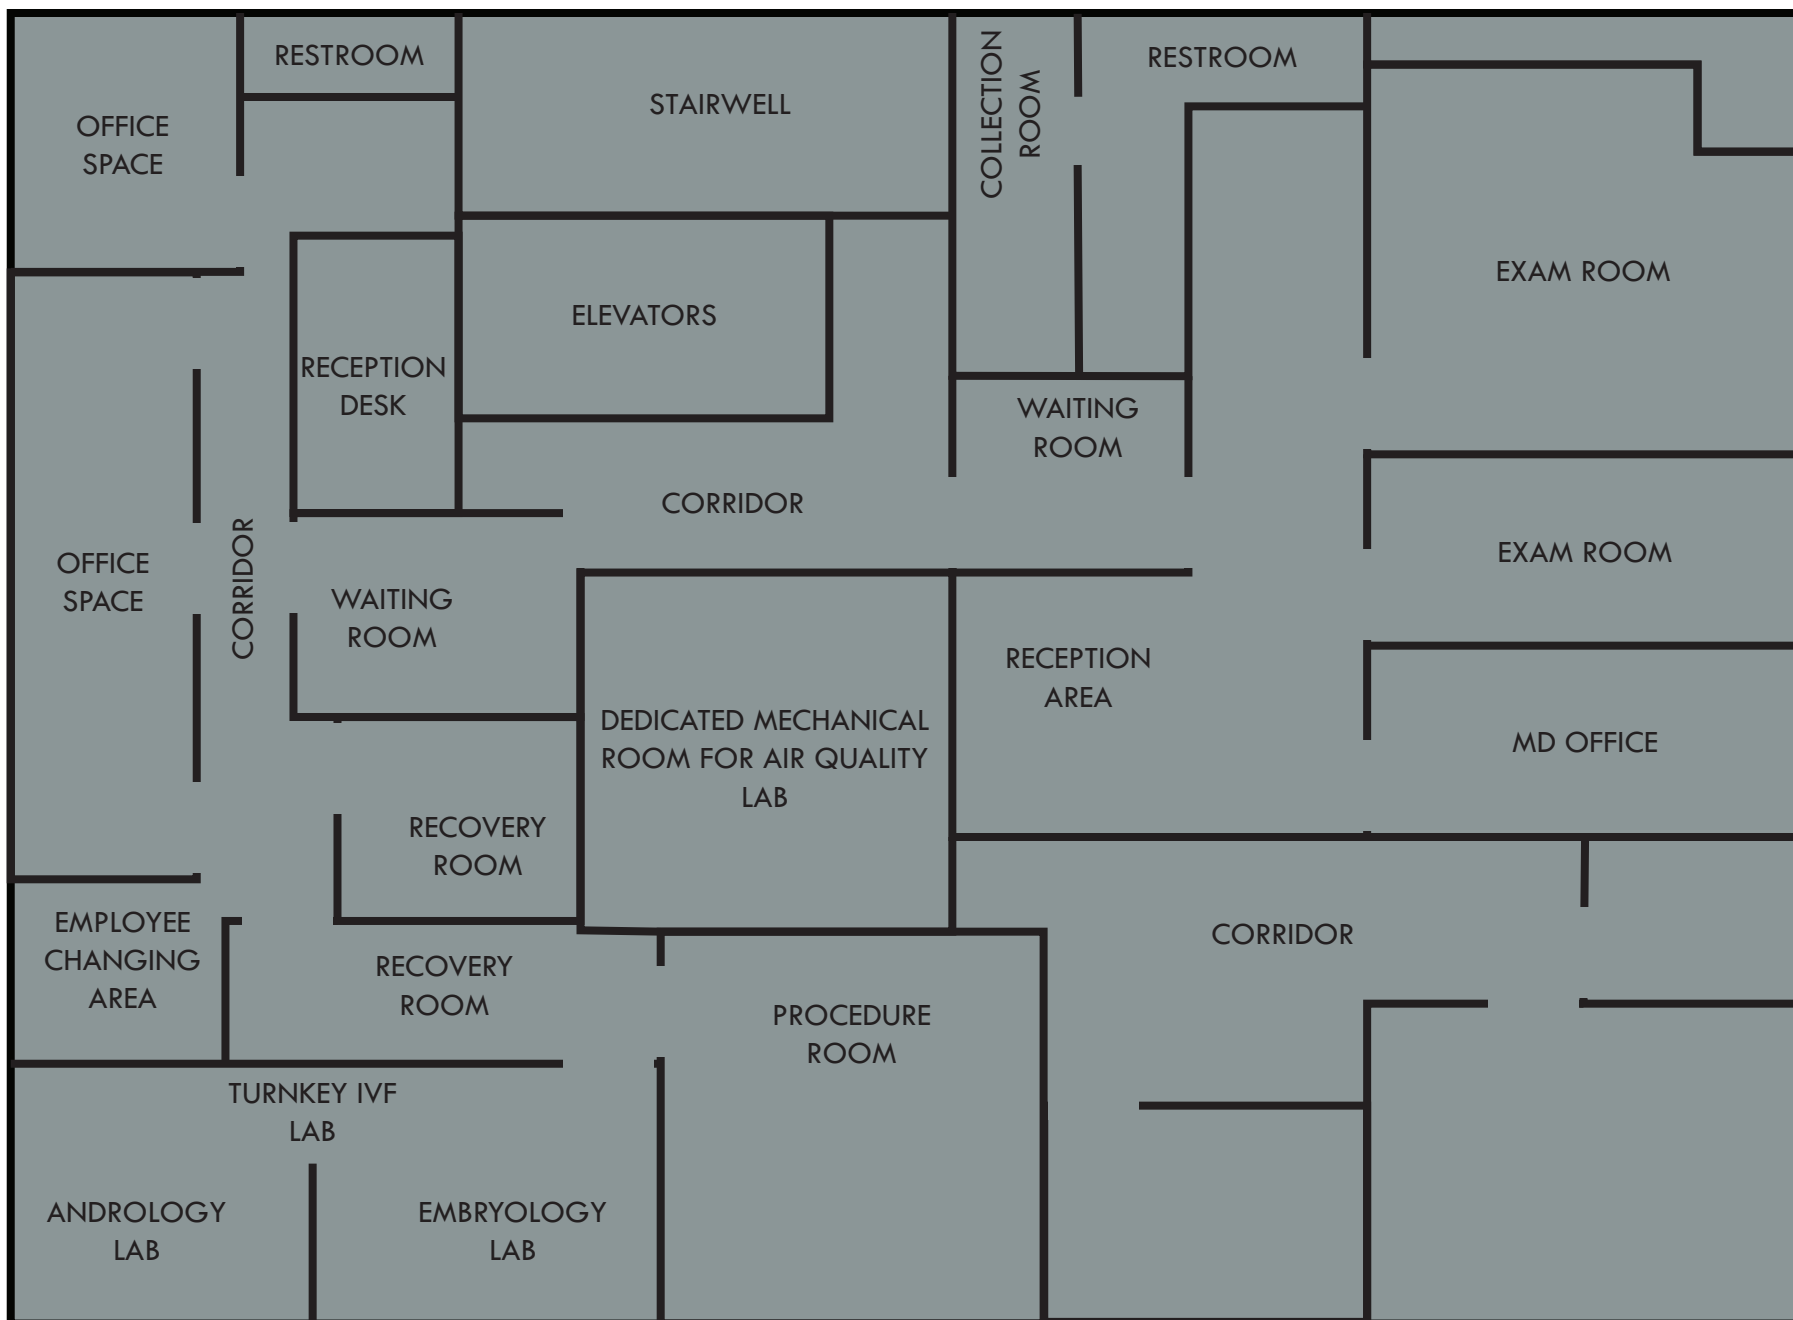 RESTROOM
OFFICE
SPACE
STAIRWELL
COLLECTION
ROOM
RESTROOM
EXAM ROOM
ELEVATORS
RECEPTION
DESK
WAITING
ROOM
CORRIDOR
EXAM ROOM
OFFICE
SPACE
CORRIDOR
WAITING
ROOM
RECEPTION
AREA
DEDICATED MECHANICAL
ROOM FOR AIR QUALITY
LAB
MD OFFICE
RECOVERY
ROOM
EMPLOYEE
CHANGING
AREA
RECOVERY
ROOM
CORRIDOR
PROCEDURE
ROOM
TURNKEY IVF
LAB
ANDROLOGY
LAB
EMBRYOLOGY
LAB